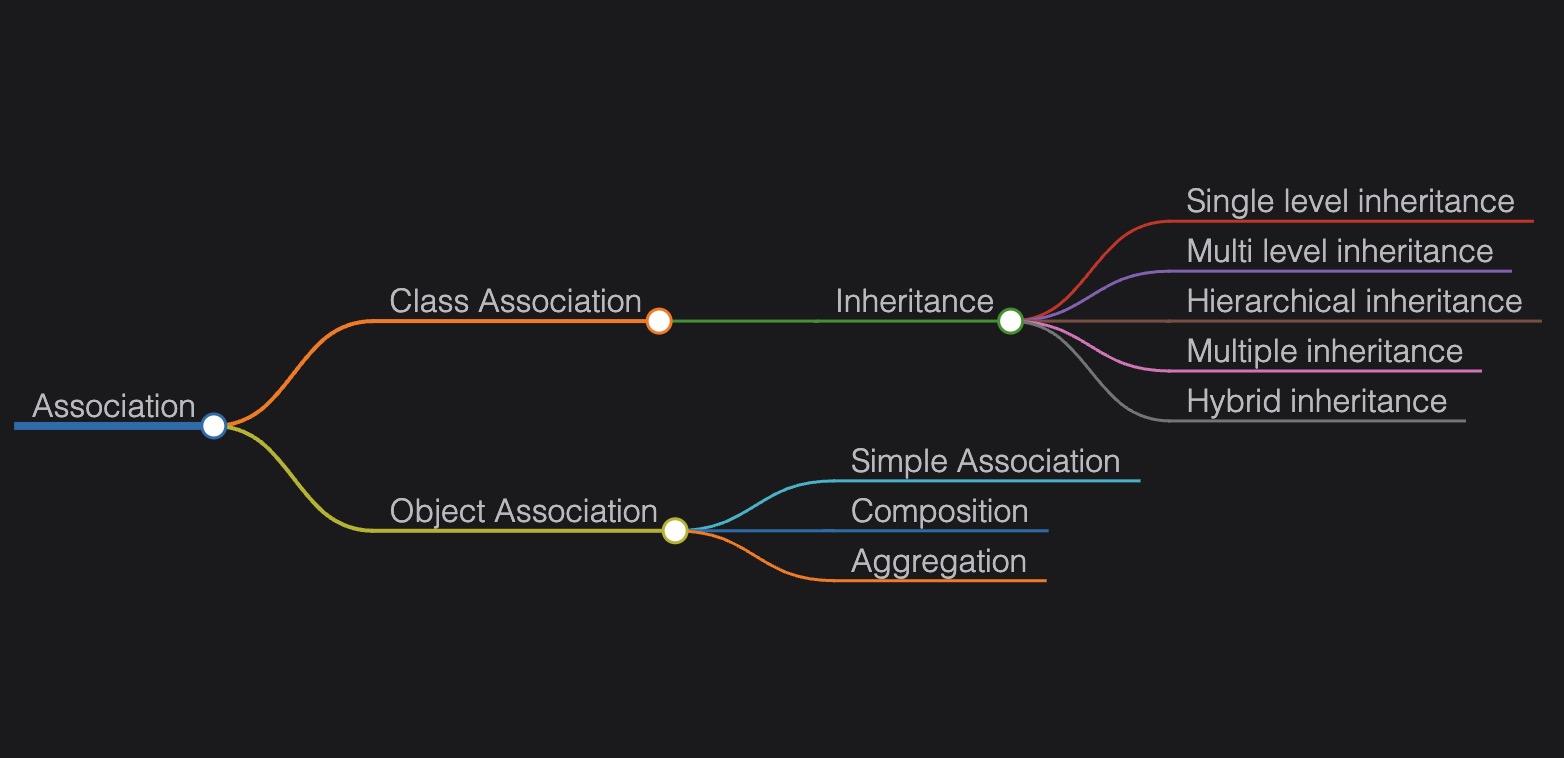 Association
Class Association
Inheritance
Single level inheritance
Multi level inheritance
Hierarchical inheritance
Multiple inheritance
Hybrid inheritance
Object Association
Simple Association
Composition
Aggregation